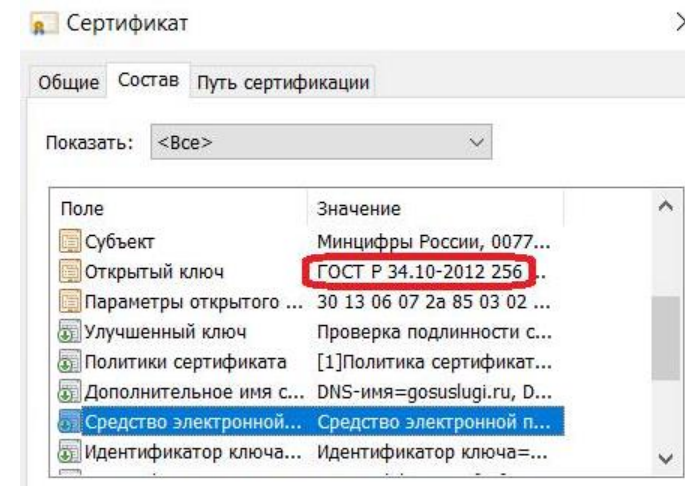 Сертификат
Общие Состав Путь сертификации
Показать: <Все>
Поле Значение
Субъект Минцифры России, 0077...
Открытый ключ ГОСТ Р 34.10-2012 256 ...
Параметры открытого ... 30 13 06 07 2a 85 03 02 ...
Улучшенный ключ Проверка подлинности с...
Политики сертификата [1]Политика сертификат...
Дополнительное имя с... DNS-имя=gosuslugi.ru, D...
Средство электронной... Средство электронной п...
Идентификатор ключа... Идентификатор ключа=...